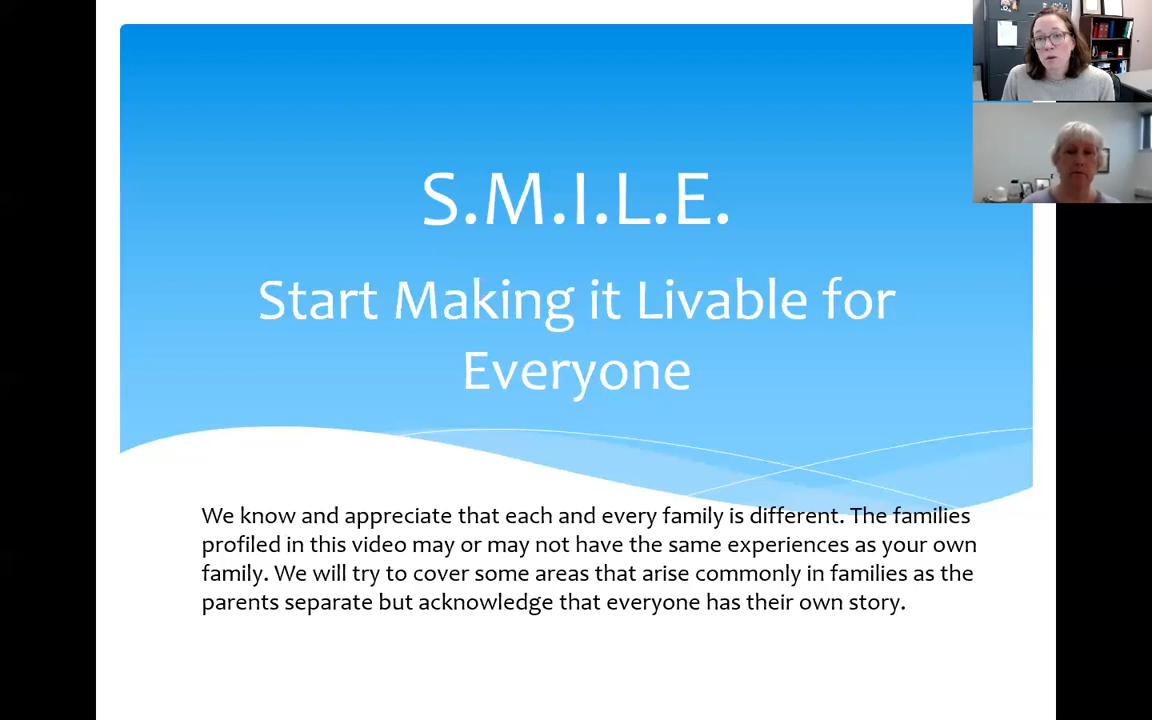 S.M.I.L.E.
Start Making it Livable for
Everyone
We know and appreciate that each and every family is different. The families
profiled in this video may or may not have the same experiences as your own
family. We will try to cover some areas that arise commonly in families as the
parents separate but acknowledge that everyone has their own story.